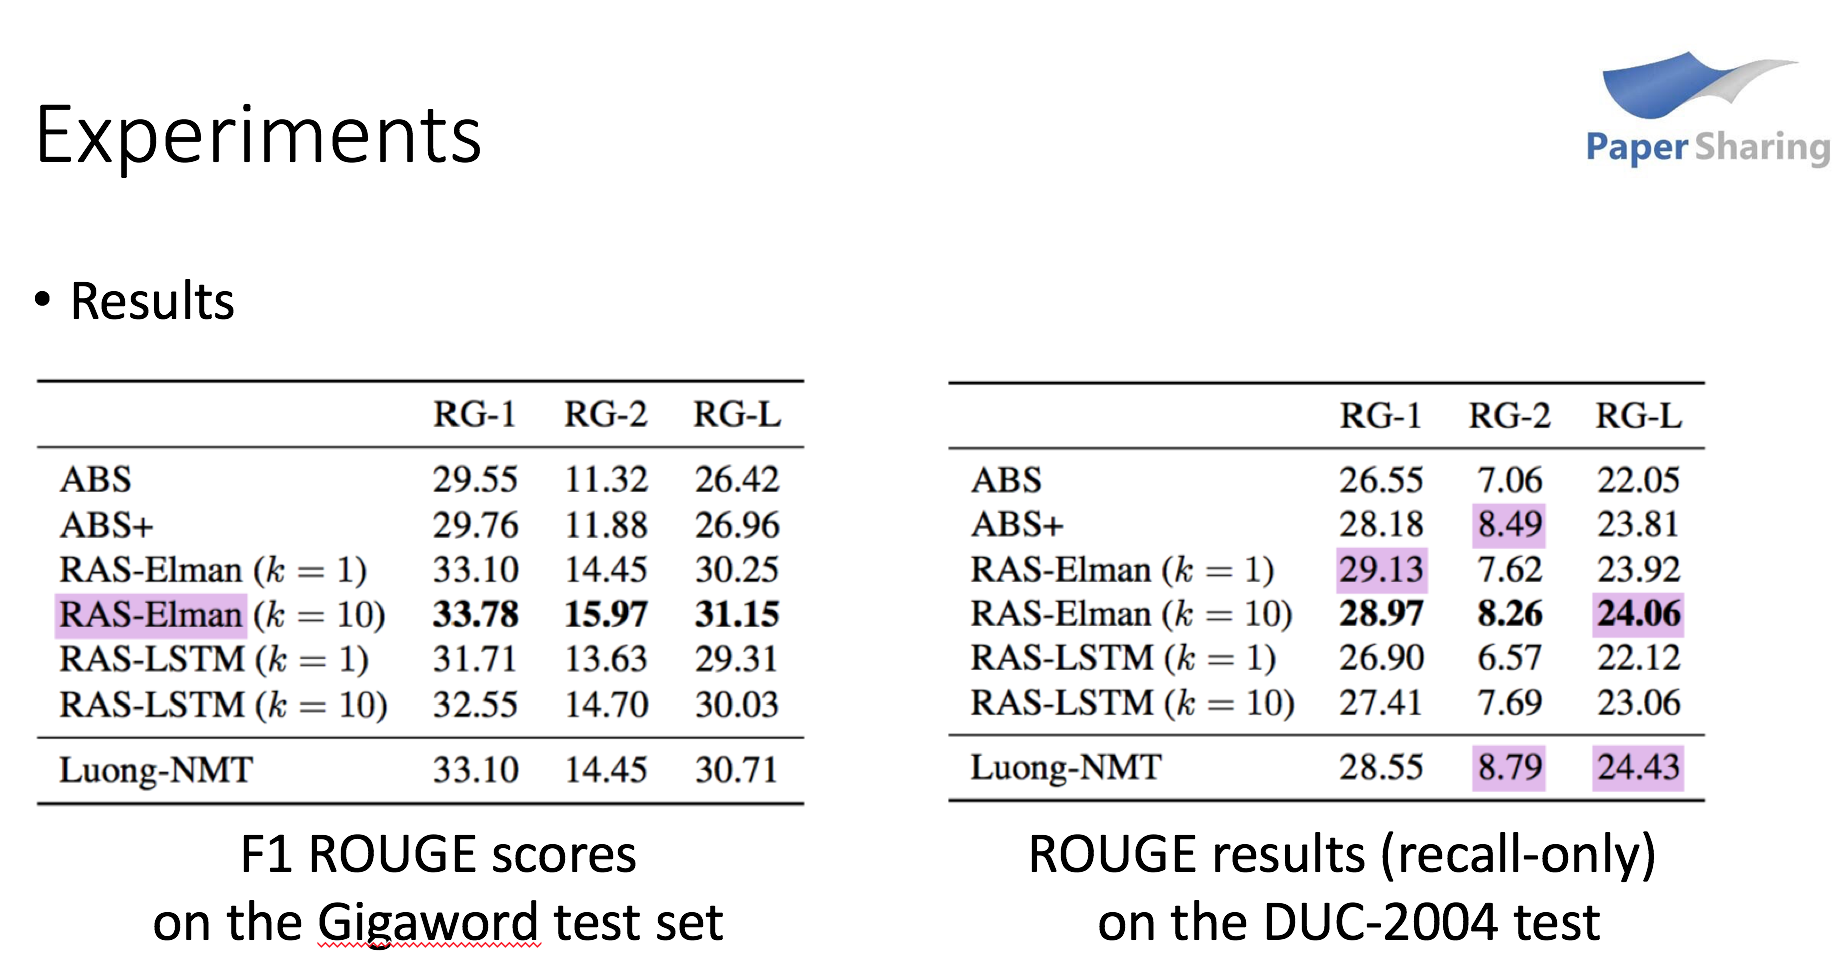 Experiments
Paper Sharing
• Results
RG-1 RG-2 RG-L
ABS 29.55 11.32 26.42
ABS+ 29.76 11.88 26.96
RAS-Elman (k = 1) 33.10 14.45 30.25
RAS-Elman (k = 10) 33.78 15.97 31.15
RAS-LSTM (k = 1) 31.71 13.63 29.31
RAS-LSTM (k = 10) 32.55 14.70 30.03
Luong-NMT 33.10 14.45 30.71
F1 ROUGE scores
on the Gigaword test set
RG-1 RG-2 RG-L
ABS 26.55 7.06 22.05
ABS+ 28.18 8.49 23.81
RAS-Elman (k = 1) 29.13 7.62 23.92
RAS-Elman (k = 10) 28.97 8.26 24.06
RAS-LSTM (k = 1) 26.90 6.57 22.12
RAS-LSTM (k = 10) 27.41 7.69 23.06
Luong-NMT 28.55 8.79 24.43
ROUGE results (recall-only)
on the DUC-2004 test